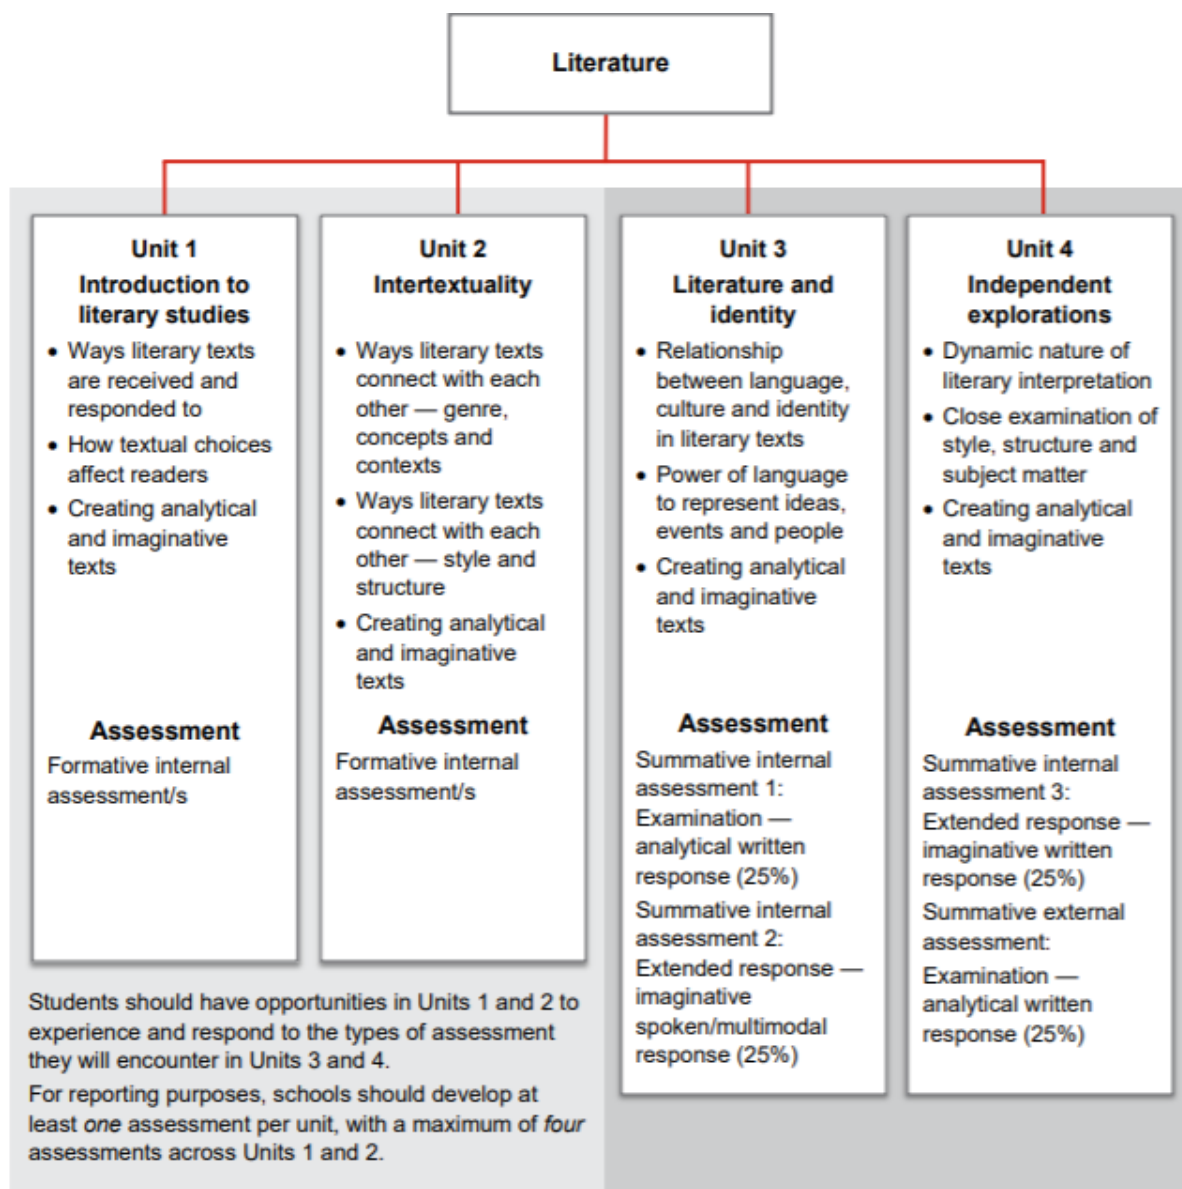 Literature
Unit 1
Introduction to
literary studies
• Ways literary texts
are received and
responded to
• How textual choices
affect readers
• Creating analytical
and imaginative
texts
Assessment
Formative internal
assessment/s
Unit 2
Intertextuality
• Ways literary texts
connect with each
other — genre,
concepts and
contexts
• Ways literary texts
connect with each
other — style and
structure
• Creating analytical
and imaginative
texts
Assessment
Formative internal
assessment/s
Unit 3
Literature and
identity
• Relationship
between language,
culture and identity
in literary texts
• Power of language
to represent ideas,
events and people
• Creating analytical
and imaginative
texts
Assessment
Summative internal
assessment 1:
Examination —
analytical written
response (25%)
Summative internal
assessment 2:
Extended response —
imaginative
spoken/multimodal
response (25%)
Unit 4
Independent
explorations
• Dynamic nature of
literary interpretation
• Close examination of
style, structure and
subject matter
• Creating analytical
and imaginative
texts
Assessment
Summative internal
assessment 3:
Extended response —
imaginative written
response (25%)
Summative external
assessment:
Examination —
analytical written
response (25%)
Students should have opportunities in Units 1 and 2 to
experience and respond to the types of assessment
they will encounter in Units 3 and 4.
For reporting purposes, schools should develop at
least one assessment per unit, with a maximum of four
assessments across Units 1 and 2.